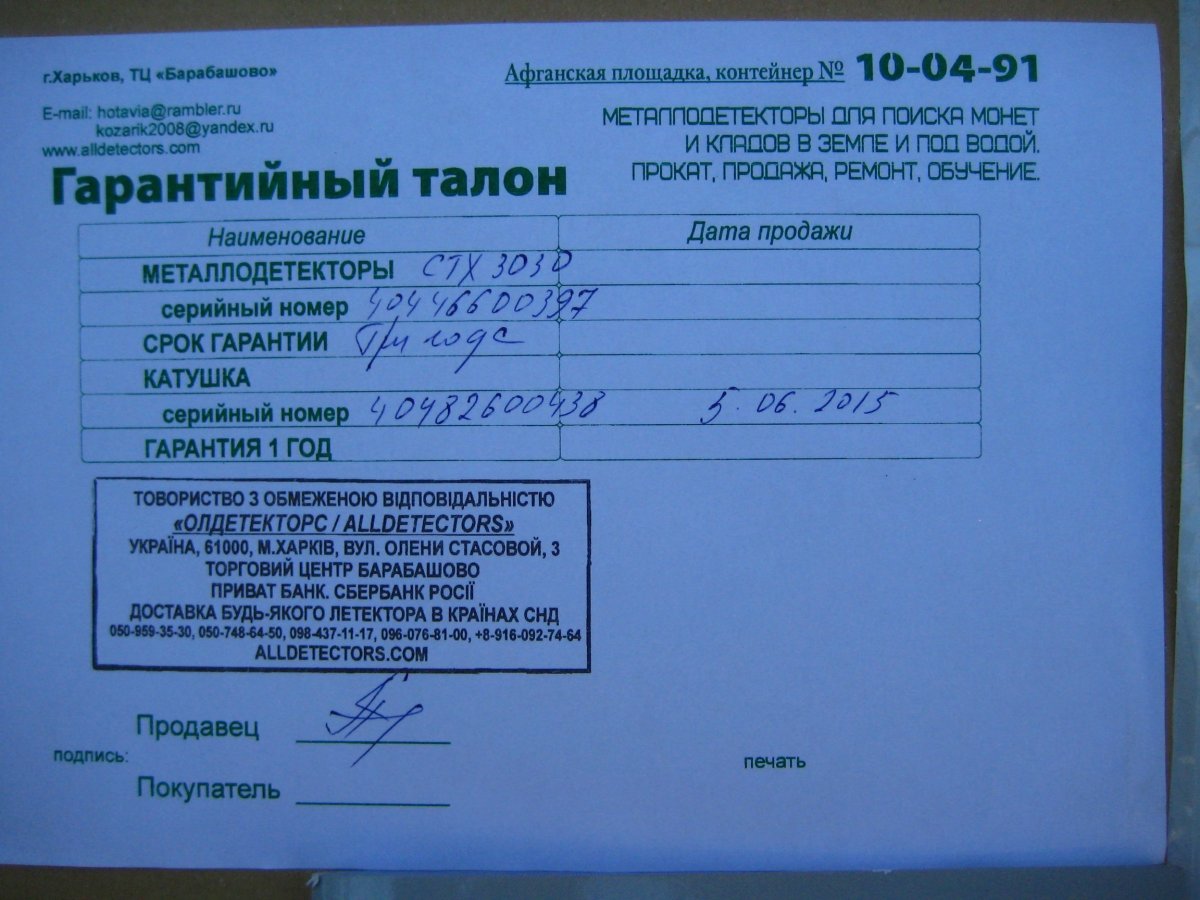 г.Харьков, ТЦ «Барабашово»
Афганская площадка, контейнер № 10-04-91
E-mail: hotavia@rambler.ru
kozarik2008@yandex.ru
www.alldetectors.com
МЕТАЛЛОДЕТЕКТОРЫ ДЛЯ ПОИСКА МОНЕТ
И КЛАДОВ В ЗЕМЛЕ И ПОД ВОДОЙ.
ПРОКАТ, ПРОДАЖА, РЕМОНТ, ОБУЧЕНИЕ.
Гарантийный талон
Наименование Дата продажи
МЕТАЛЛОДЕТЕКТОРЫ CTX 3030
серийный номер 40446600397
СРОК ГАРАНТИИ Три года
КАТУШКА
серийный номер 40482600438 5.06.2015
ГАРАНТИЯ 1 ГОД
ТОВОРИСТВО З ОБМЕЖЕНОЮ ВІДПОВІДАЛЬНІСТЮ
«ОЛДЕТЕКТОРС / ALLDETECTORS»
УКРАЇНА, 61000, М.ХАРКІВ, ВУЛ. ОЛЕНИ СТАСОВОЙ, 3
ТОРГОВИЙ ЦЕНТР БАРАБАШОВО
ПРИВАТ БАНК. СБЕРБАНК РОСІЇ
ДОСТАВКА БУДЬ-ЯКОГО ЛЕТЕКТОРА В КРАЇНАХ СНД
050-959-35-30, 050-748-64-50, 098-437-11-17, 096-076-81-00, +8-916-092-74-64
ALLDETECTORS.COM
Продавец
подпись:
печать
Покупатель